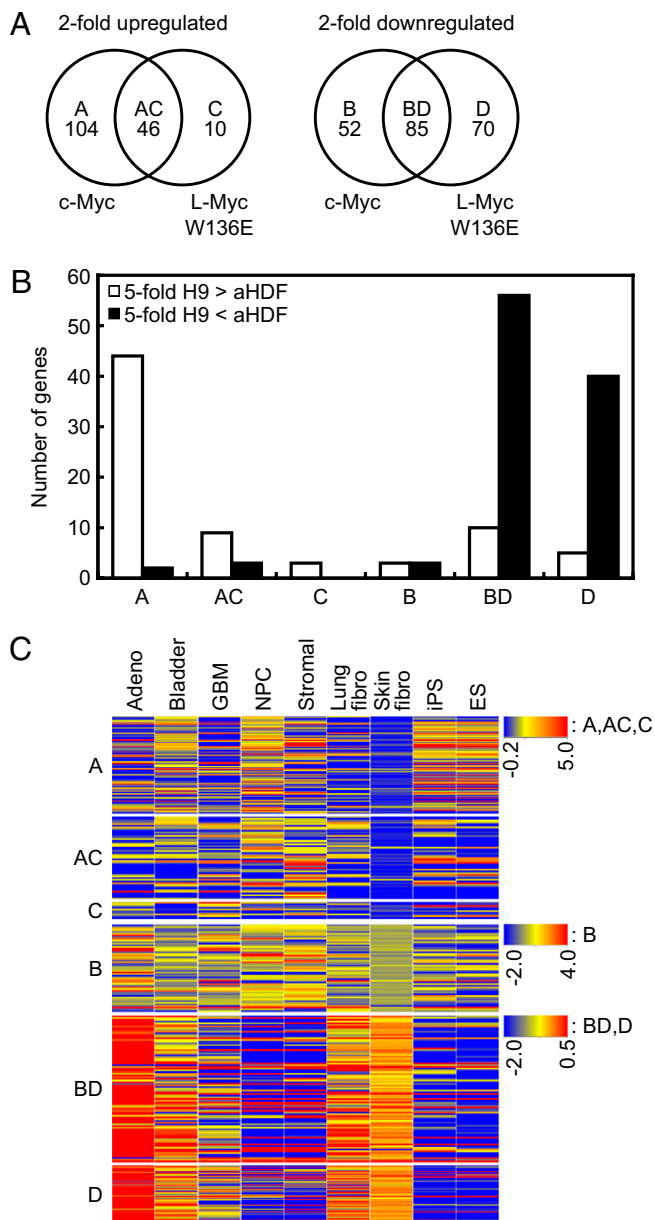 A
2-fold upregulated
2-fold downregulated
A
104
AC
46
C
10
B
52
BD
85
D
70
c-Myc
L-Myc
W136E
c-Myc
L-Myc
W136E
B
Number of genes
60
50
40
30
20
10
0
5-fold H9 > aHDF
5-fold H9 < aHDF
A
AC
C
B
BD
D
C
Adeno
Bladder
GBM
NPC
Stromal
Lung
fibro
Skin
fibro
iPS
ES
A
AC
C
B
BD
D
-0.2
5.0
: A,AC,C
-2.0
4.0
: B
-2.0
0.5
: BD,D